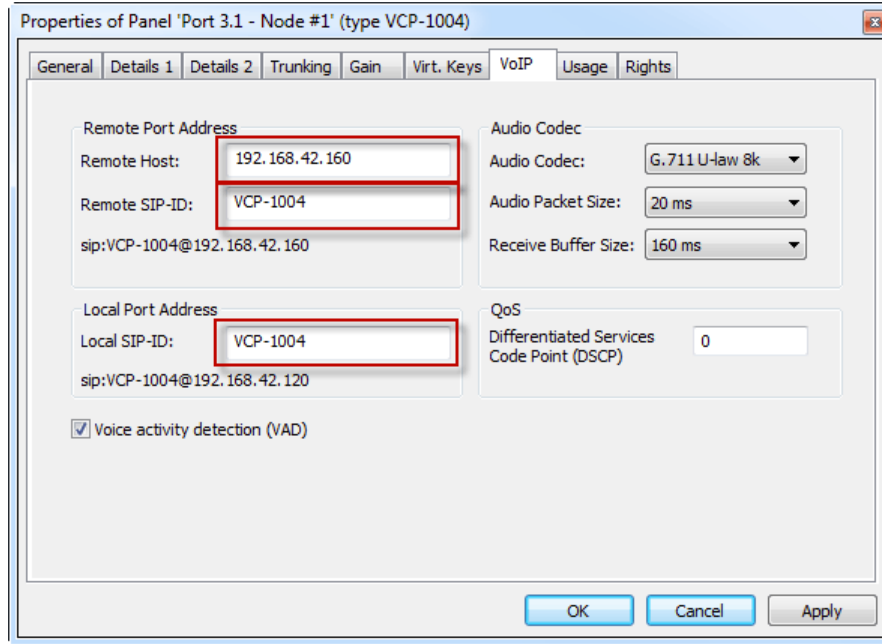 Properties of Panel 'Port 3.1 - Node #1' (type VCP-1004)
General Details 1 Details 2 Trunking Gain Virt. Keys VoIP Usage Rights
Remote Port Address
Remote Host: 192.168.42.160
Remote SIP-ID: VCP-1004
sip:VCP-1004@192.168.42.160
Audio Codec
Audio Codec: G.711 U-law 8k
Audio Packet Size: 20 ms
Receive Buffer Size: 160 ms
Local Port Address
Local SIP-ID: VCP-1004
sip:VCP-1004@192.168.42.120
QoS
Differentiated Services
Code Point (DSCP) 0
Voice activity detection (VAD)
OK Cancel Apply